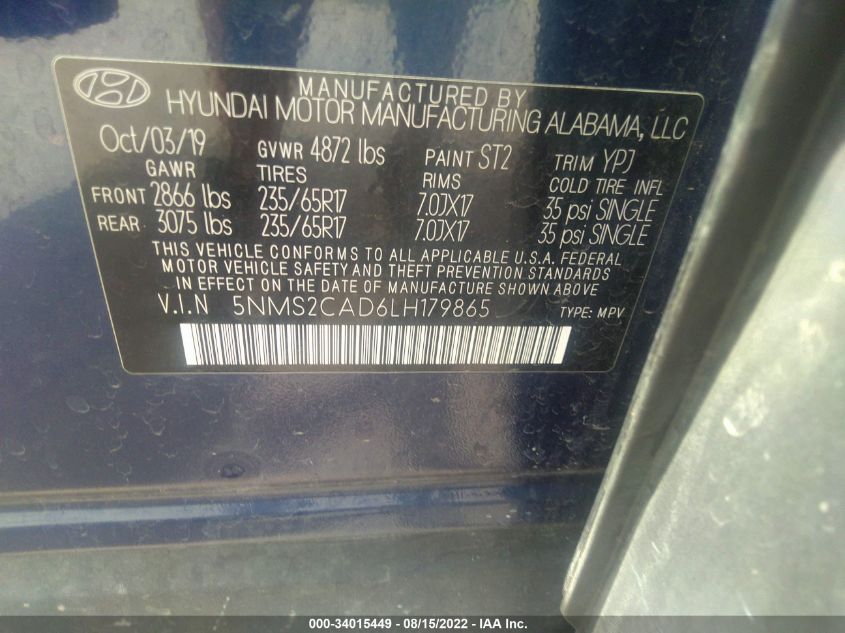 MANUFACTURED BY
HYUNDAI MOTOR MANUFACTURING ALABAMA, LLC
Oct/03/19 GVWR 4872 lbs PAINT ST2 TRIM YPJ
GAWR TIRES RIMS COLD TIRE INFL
FRONT 2866 lbs 235/65R17 7.0JX17 35 psi SINGLE
REAR 3075 lbs 235/65R17 7.0JX17 35 psi SINGLE
THIS VEHICLE CONFORMS TO ALL APPLICABLE U.S.A. FEDERAL
MOTOR VEHICLE SAFETY AND THEFT PREVENTION STANDARDS
IN EFFECT ON THE DATE OF MANUFACTURE SHOWN ABOVE
V.I.N 5NMS2CAD6LH179865 TYPE: MPV
000-34015449 - 08/15/2022 - IAA Inc.